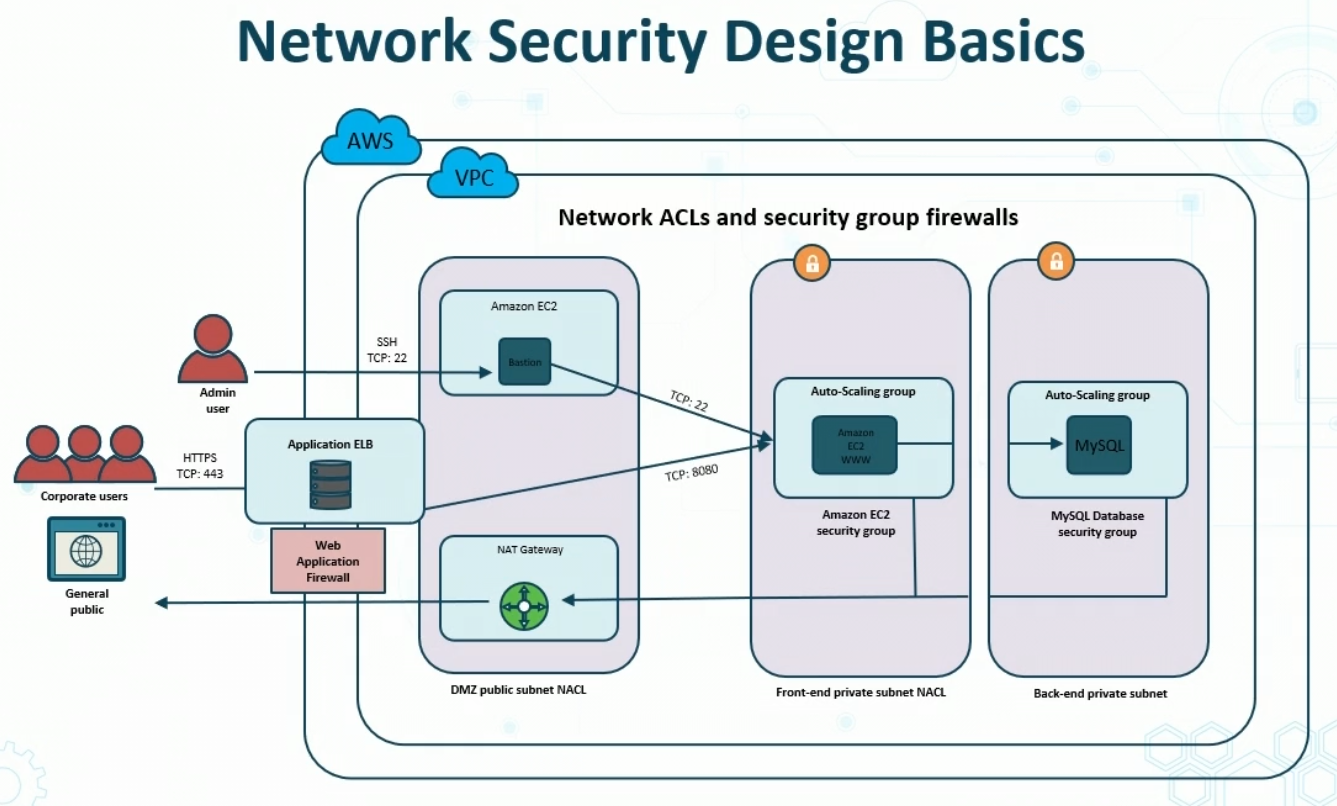 Network Security Design Basics
AWS
VPC
Network ACLs and security group firewalls
Amazon EC2
Bastion
SSH
TCP: 22
Admin
user
TCP: 22
Auto-Scaling group
Amazon
EC2
WWW
Auto-Scaling group
MySQL
Application ELB
HTTPS
TCP: 443
Corporate users
TCP: 8080
Amazon EC2
security group
MySQL Database
security group
Web
Application
Firewall
NAT Gateway
General
public
DMZ public subnet NACL
Front-end private subnet NACL
Back-end private subnet